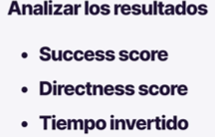 Analizar los resultados
• Success score
• Directness score
• Tiempo invertido